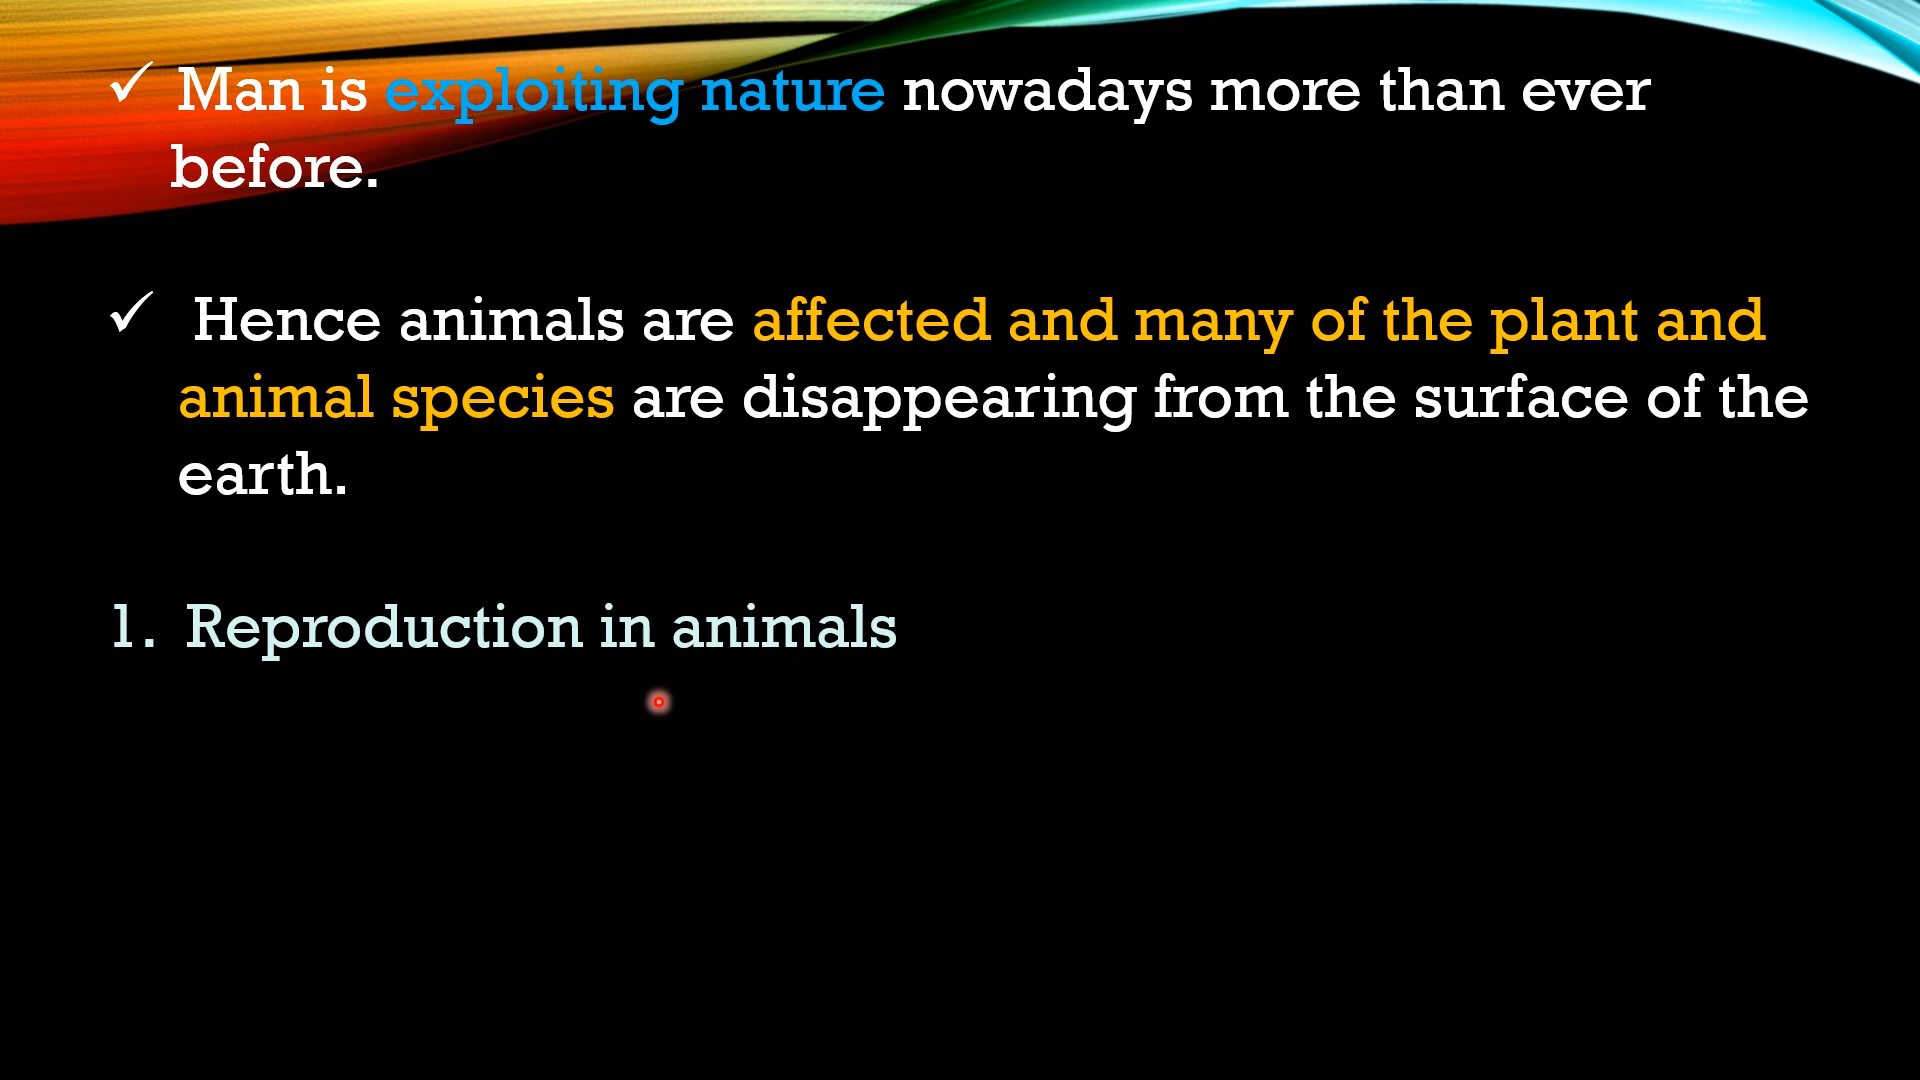 ✓ Man is exploiting nature nowadays more than ever
before.
✓ Hence animals are affected and many of the plant and
animal species are disappearing from the surface of the
earth.
1. Reproduction in animals